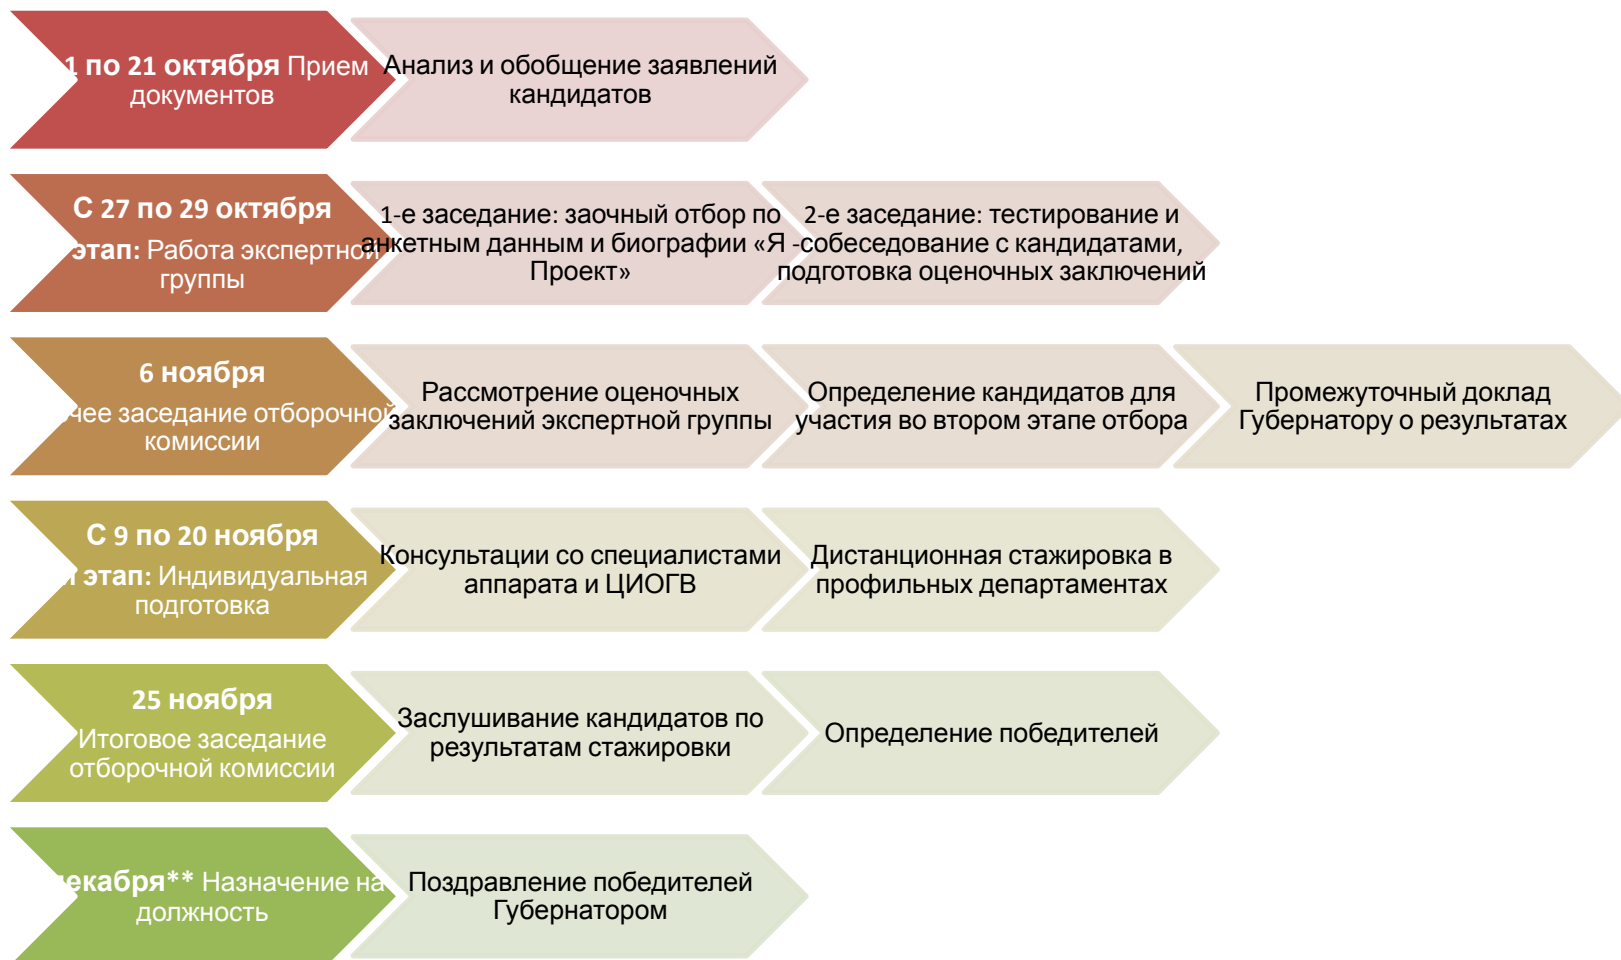 1 по 21 октября Прием
документов
Анализ и обобщение заявлений
кандидатов
С 27 по 29 октября
этап: Работа экспертной
группы
1-е заседание: заочный отбор по
анкетным данным и биографии «Я -
Проект»
2-е заседание: тестирование и
собеседование с кандидатами,
подготовка оценочных заключений
6 ноября
чее заседание отборочной
комиссии
Рассмотрение оценочных
заключений экспертной группы
Определение кандидатов для
участия во втором этапе отбора
Промежуточный доклад
Губернатору о результатах
С 9 по 20 ноября
этап: Индивидуальная
подготовка
Консультации со специалистами
аппарата и ЦИОГВ
Дистанционная стажировка в
профильных департаментах
25 ноября
Итоговое заседание
отборочной комиссии
Заслушивание кандидатов по
результатам стажировки
Определение победителей
екабря** Назначение на
должность
Поздравление победителей
Губернатором